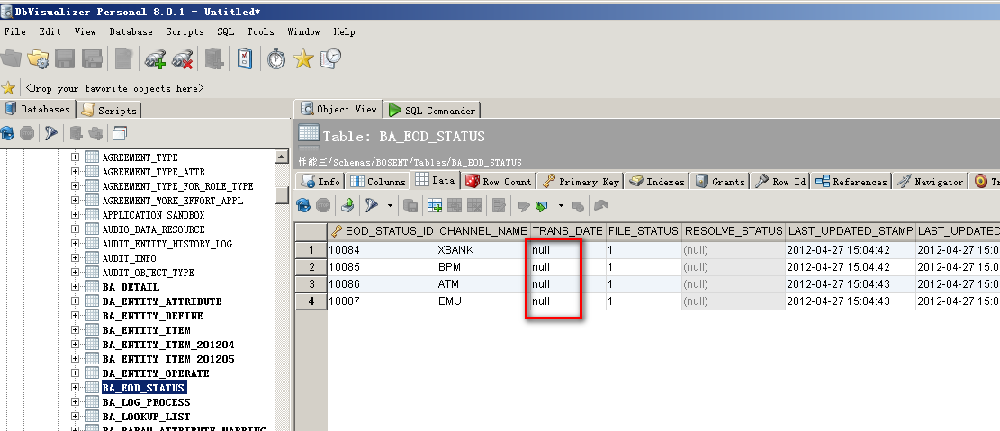 DbVisualizer Personal 8.0.1 - Untitled*
File Edit View Database Scripts SQL Tools Window Help
<Drop your favorite objects here>
Databases Scripts
AGREEMENT_TYPE
AGREEMENT_TYPE_ATTR
AGREEMENT_TYPE_FOR_ROLE_TYPE
AGREEMENT_WORK_EFFORT_APPL
APPLICATION_SANDBOX
AUDIO_DATA_RESOURCE
AUDIT_ENTITY_HISTORY_LOG
AUDIT_INFO
AUDIT_OBJECT_TYPE
BA_DETAIL
BA_ENTITY_ATTRIBUTE
BA_ENTITY_DEFINE
BA_ENTITY_ITEM
BA_ENTITY_ITEM_201204
BA_ENTITY_ITEM_201205
BA_ENTITY_OPERATE
BA_EOD_STATUS
BA_LOG_PROCESS
BA_LOOKUP_LIST
BA_PARAM_ATTRIBUTE_MAPPING
Object View SQL Commander
Table: BA_EOD_STATUS
性能三/Schemas/BOSENT/Tables/BA_EOD_STATUS
Info Columns Data Row Count Primary Key Indexes Grants Row Id References Navigator Tr
EOD_STATUS_ID CHANNEL_NAME TRANS_DATE FILE_STATUS RESOLVE_STATUS LAST_UPDATED_STAMP LAST_UPDATED
1 10084 XBANK null 1 (null) 2012-04-27 15:04:42 2012-04-27 15:0
2 10085 BPM null 1 (null) 2012-04-27 15:04:42 2012-04-27 15:0
3 10086 ATM null 1 (null) 2012-04-27 15:04:43 2012-04-27 15:0
4 10087 EMU null 1 (null) 2012-04-27 15:04:43 2012-04-27 15:0